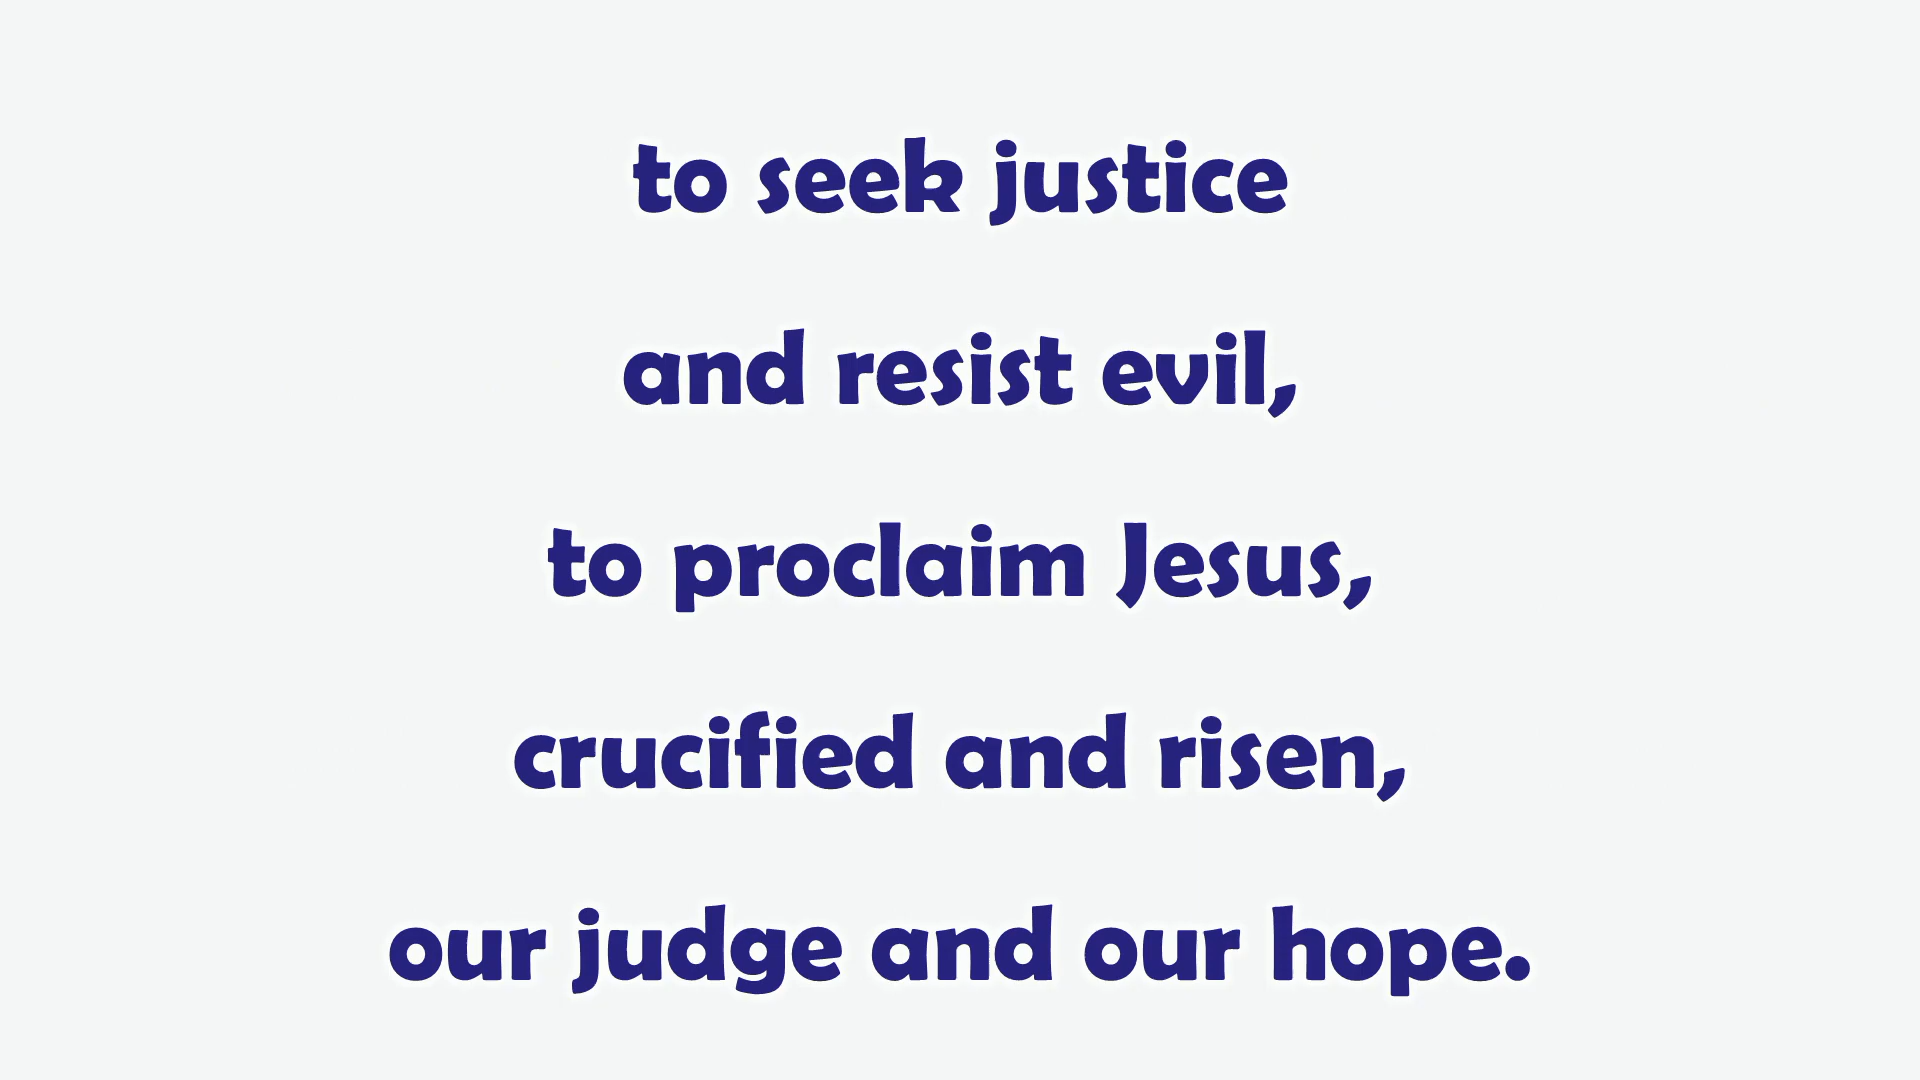 to seek justice
and resist evil,
to proclaim Jesus,
crucified and risen,
our judge and our hope.